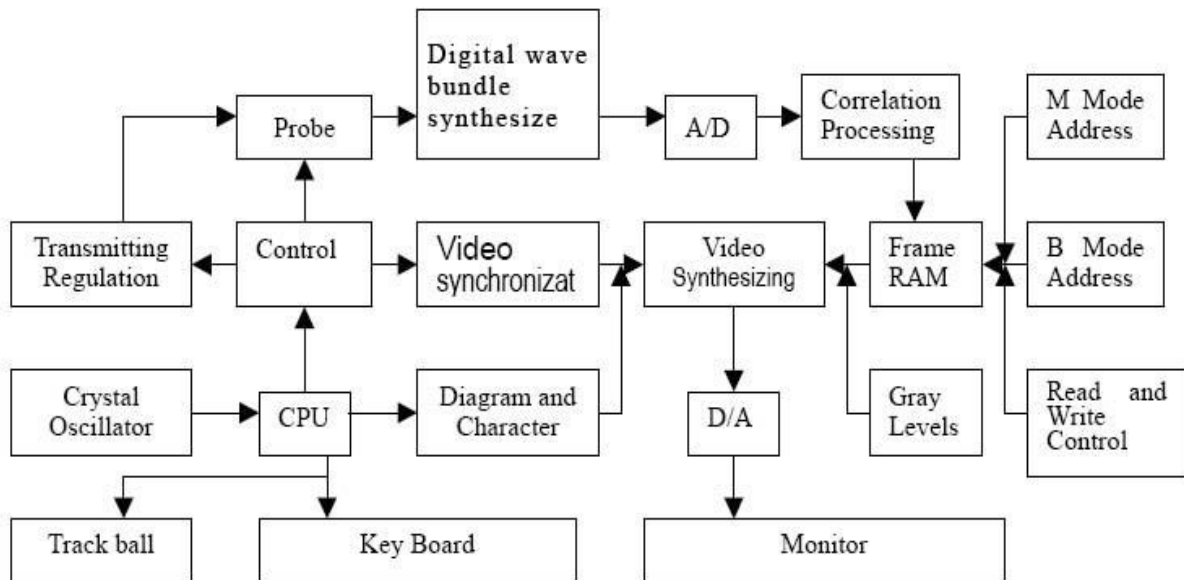 Digital wave
bundle
synthesize
Probe
A/D
Correlation
Processing
M Mode
Address
Transmitting
Regulation
Control
Video
synchronizat
Video
Synthesizing
Frame
RAM
B Mode
Address
Crystal
Oscillator
CPU
Diagram and
Character
D/A
Gray
Levels
Read and
Write
Control
Track ball
Key Board
Monitor